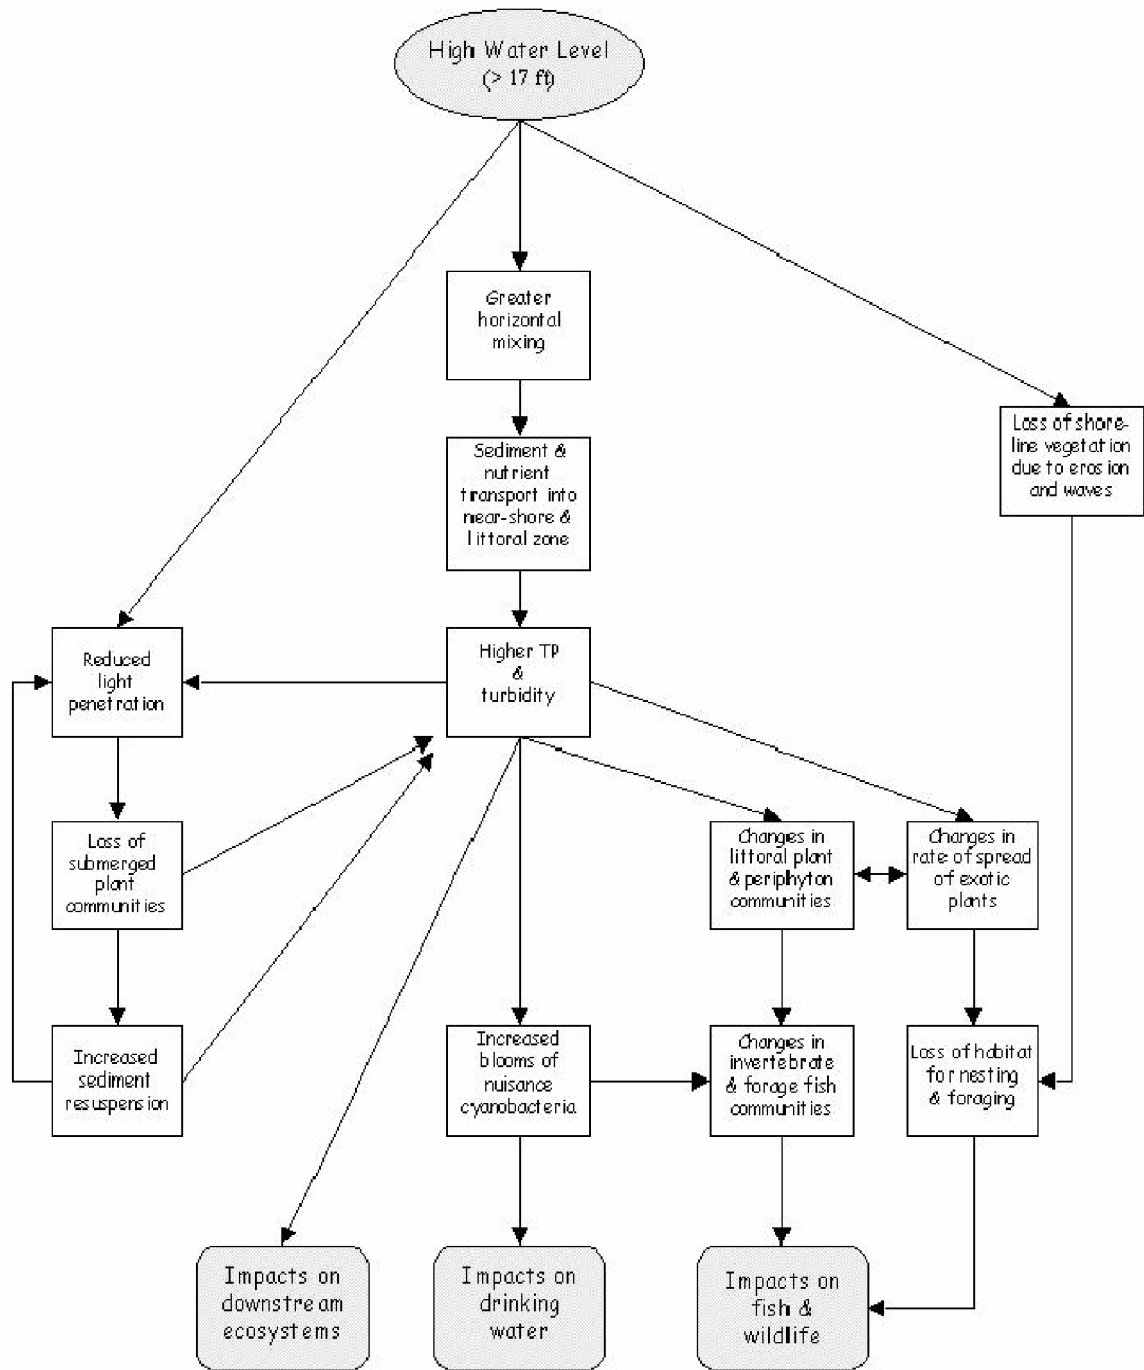 High Water Level
(> 17 ft)
Greater
horizontal
mixing
Loss of shore-
line vegetation
due to erosion
and waves
Sediment &
nutrient
transport into
near-shore &
littoral zone
Reduced
light
penetration
Higher TP
&
turbidity
Loss of
submerged
plant
communities
Changes in
littoral plant
& periphyton
communities
Changes in
rate of spread
of exotic
plants
Increased
sediment
resuspension
Increased
blooms of
nuisance
cyanobacteria
Changes in
invertebrate
& forage fish
communities
Loss of habitat
for nesting
& foraging
Impacts on
downstream
ecosystems
Impacts on
drinking
water
Impacts on
fish &
wildlife